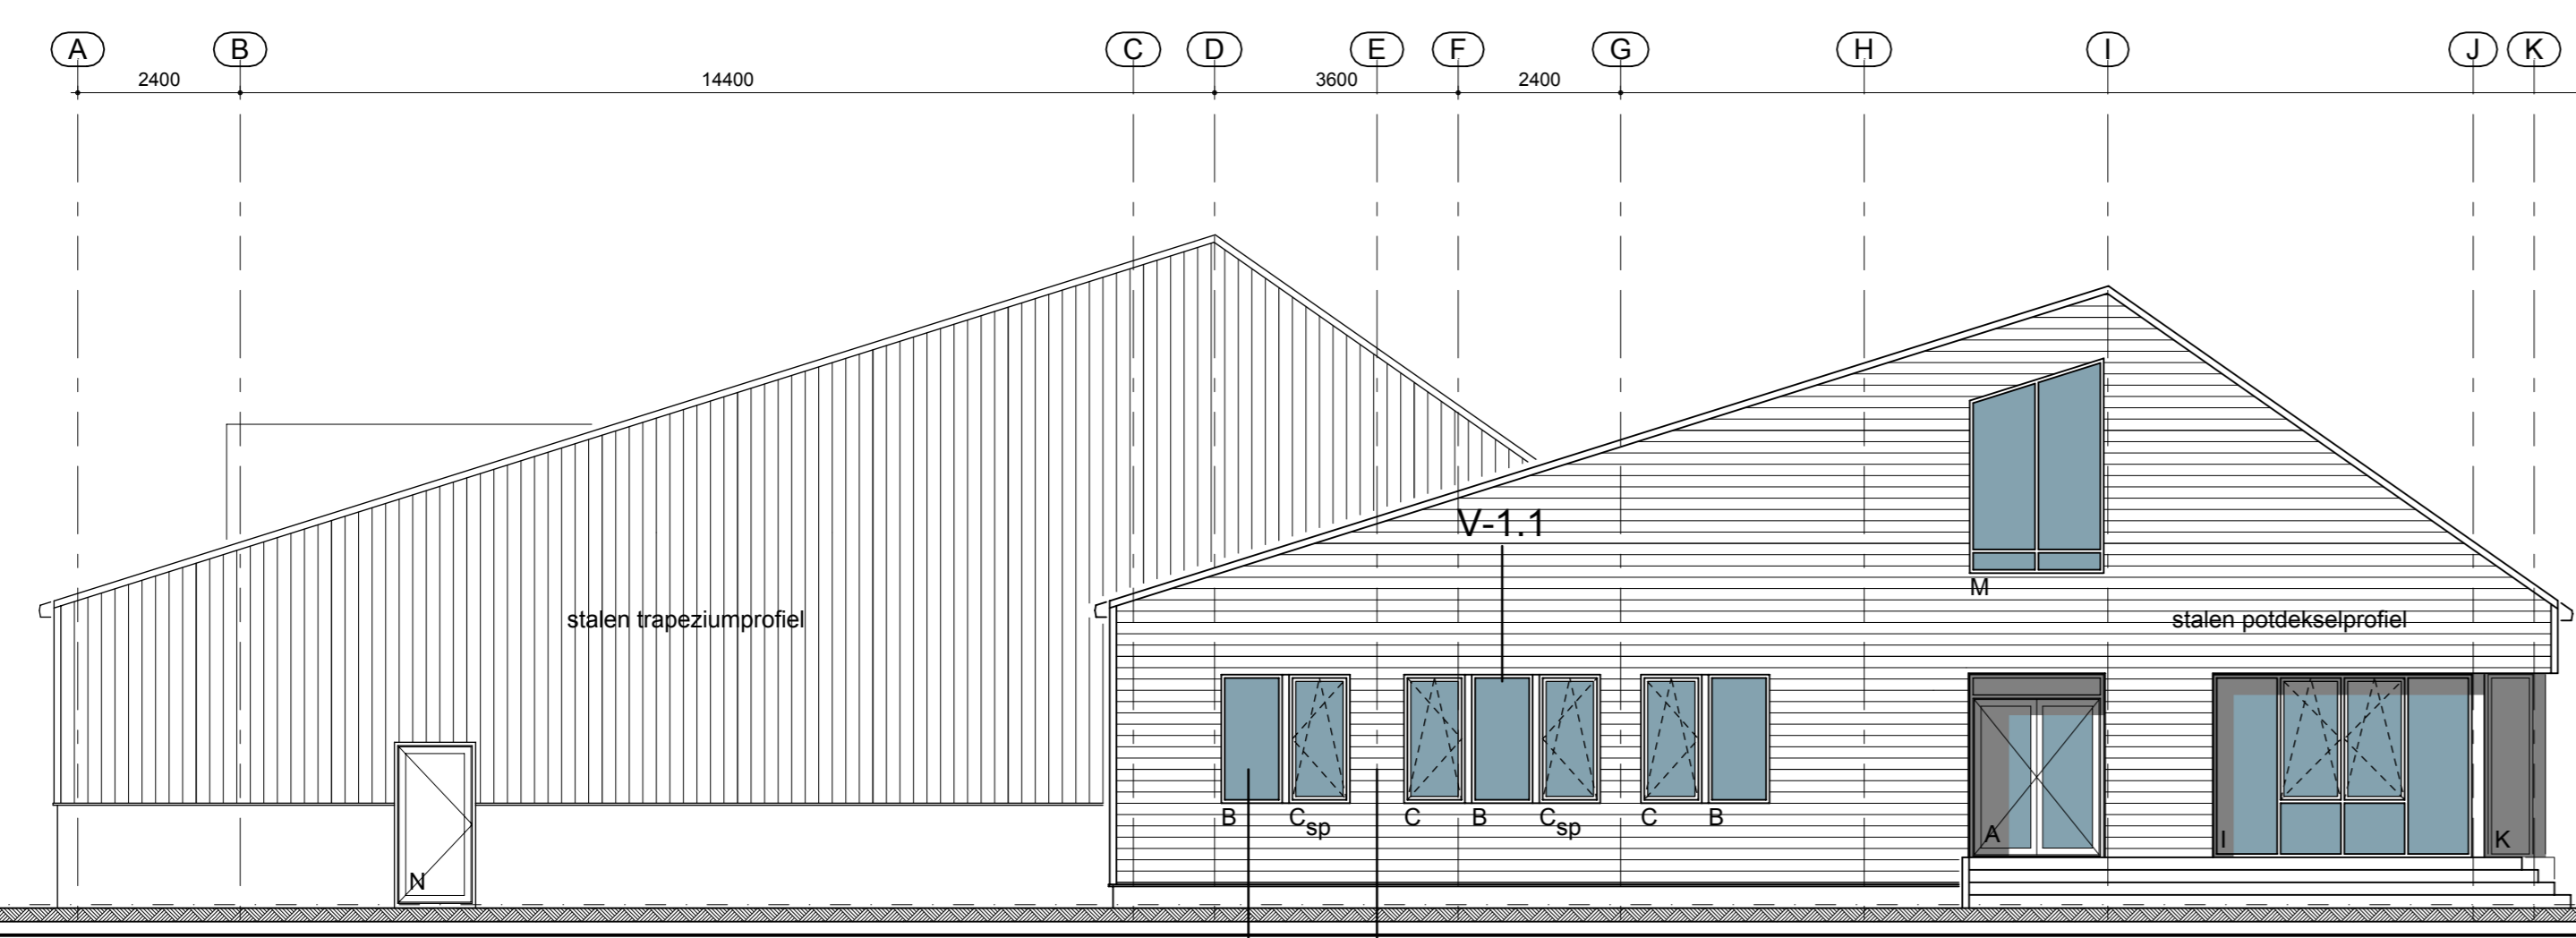 A B C D E F G H I J K
2400 14400 3600 2400
V-1.1
M
stalen trapeziumprofiel stalen potdekselprofiel
B Csp C B Csp C B
A I K
N